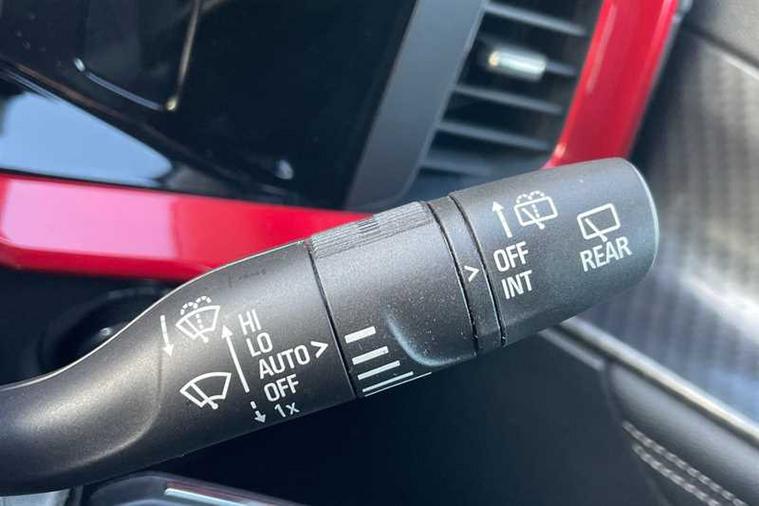 HI
LO
AUTO >
OFF
1x
>
OFF
INT
REAR